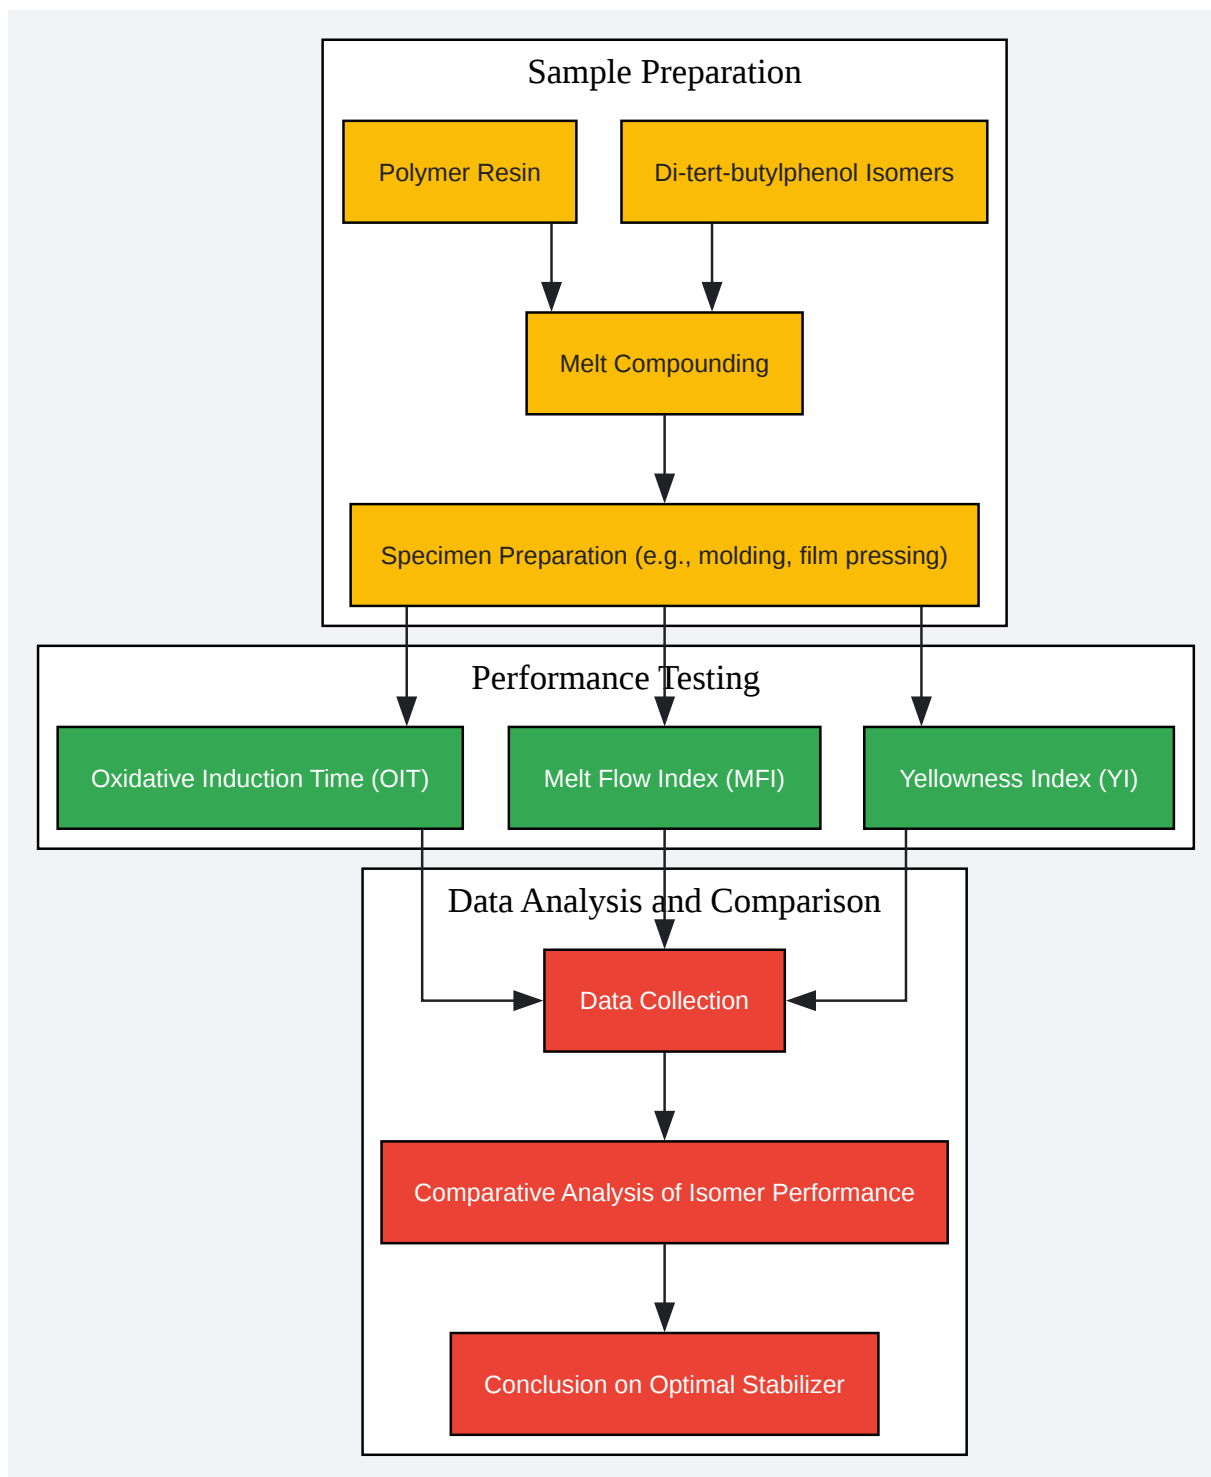 Sample Preparation
Polymer Resin
Di-tert-butylphenol Isomers
Melt Compounding
Specimen Preparation (e.g., molding, film pressing)
Performance Testing
Oxidative Induction Time (OIT)
Melt Flow Index (MFI)
Yellowness Index (YI)
Data Analysis and Comparison
Data Collection
Comparative Analysis of Isomer Performance
Conclusion on Optimal Stabilizer